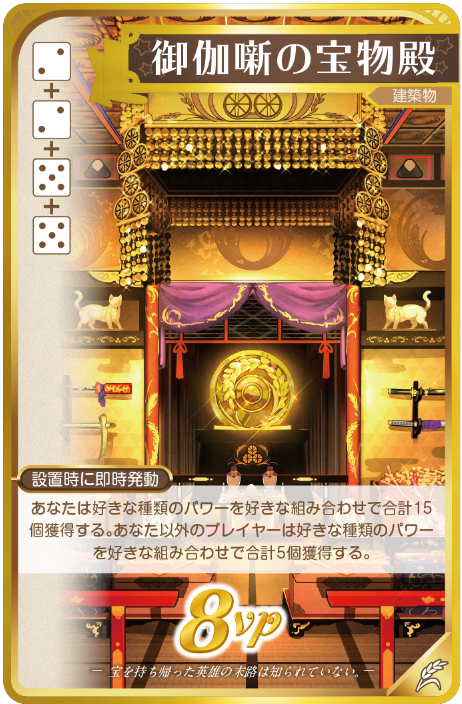 御伽噺の宝物殿
建築物
+
+
+
設置時に即時発動
あなたは好きな種類のパワーを好きな組み合わせで合計15
個獲得する。あなた以外のプレイヤーは好きな種類のパワー
を好きな組み合わせで合計5個獲得する。
8vp
― 宝を持ち帰った英雄の末路は知られていない。―